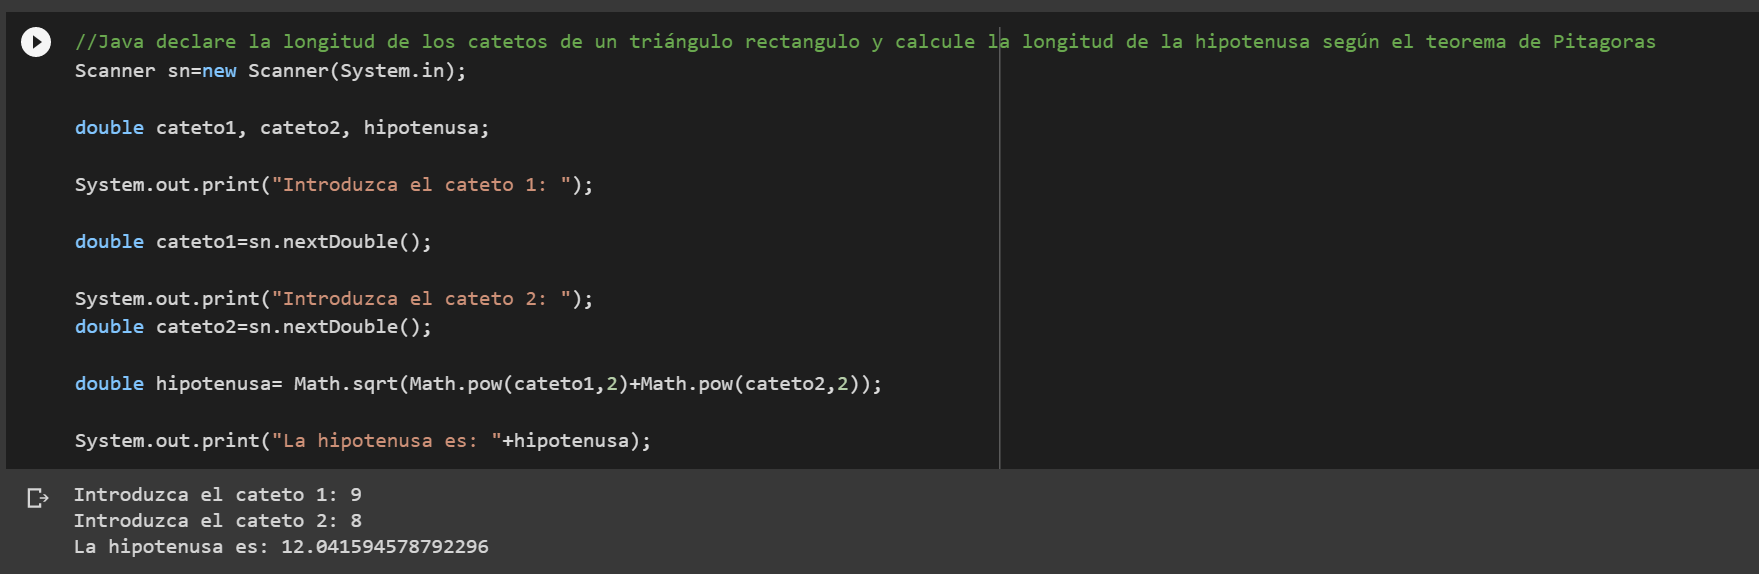 //Java declare la longitud de los catetos de un triángulo rectangulo y calcule la longitud de la hipotenusa según el teorema de Pitagoras
Scanner sn=new Scanner(System.in);
double cateto1, cateto2, hipotenusa;
System.out.print("Introduzca el cateto 1: ");
double cateto1=sn.nextDouble();
System.out.print("Introduzca el cateto 2: ");
double cateto2=sn.nextDouble();
double hipotenusa= Math.sqrt(Math.pow(cateto1,2)+Math.pow(cateto2,2));
System.out.print("La hipotenusa es: "+hipotenusa);
Introduzca el cateto 1: 9
Introduzca el cateto 2: 8
La hipotenusa es: 12.041594578792296